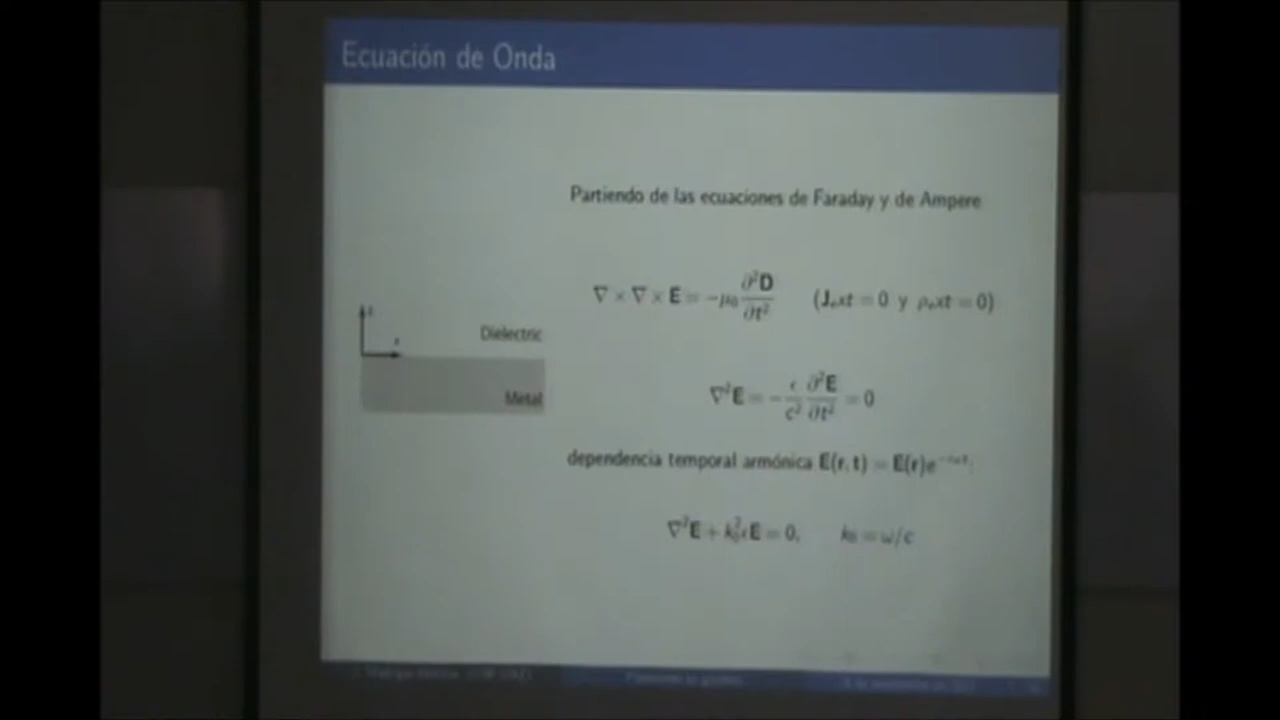 Ecuación de Onda
Partiendo de las ecuaciones de Faraday y de Ampere
∇ × ∇ × E = −μ₀ ∂²D/∂t² (Jₑxt = 0 y ρₑxt = 0)
z
x
Dielectric
Metal
∇²E = − ϵ/c² ∂²E/∂t² = 0
dependencia temporal armónica E(r, t) = E(r)e^−iωt:
∇²E + k₀²ϵE = 0, k₀ = ω/c